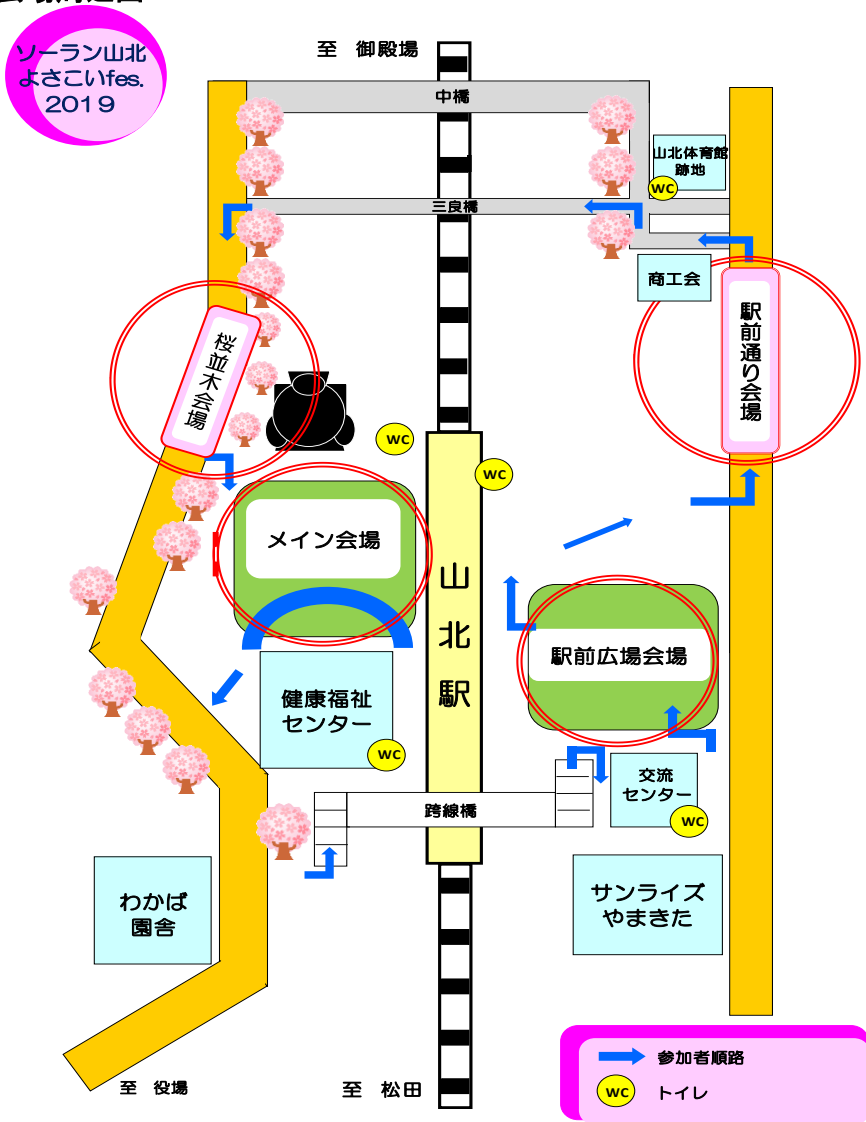 ソーラン山北
よさこいfes.
2019
至 御殿場
中橋
山北体育館
跡地
WC
三良橋
商工会
駅前通り会場
桜並木会場
WC
WC
メイン会場
山北駅
駅前広場会場
健康福祉
センター
WC
交流
センター
WC
跨線橋
わかば
園舎
サンライズ
やまきた
参加者順路
WC
トイレ
至 役場
至 松田